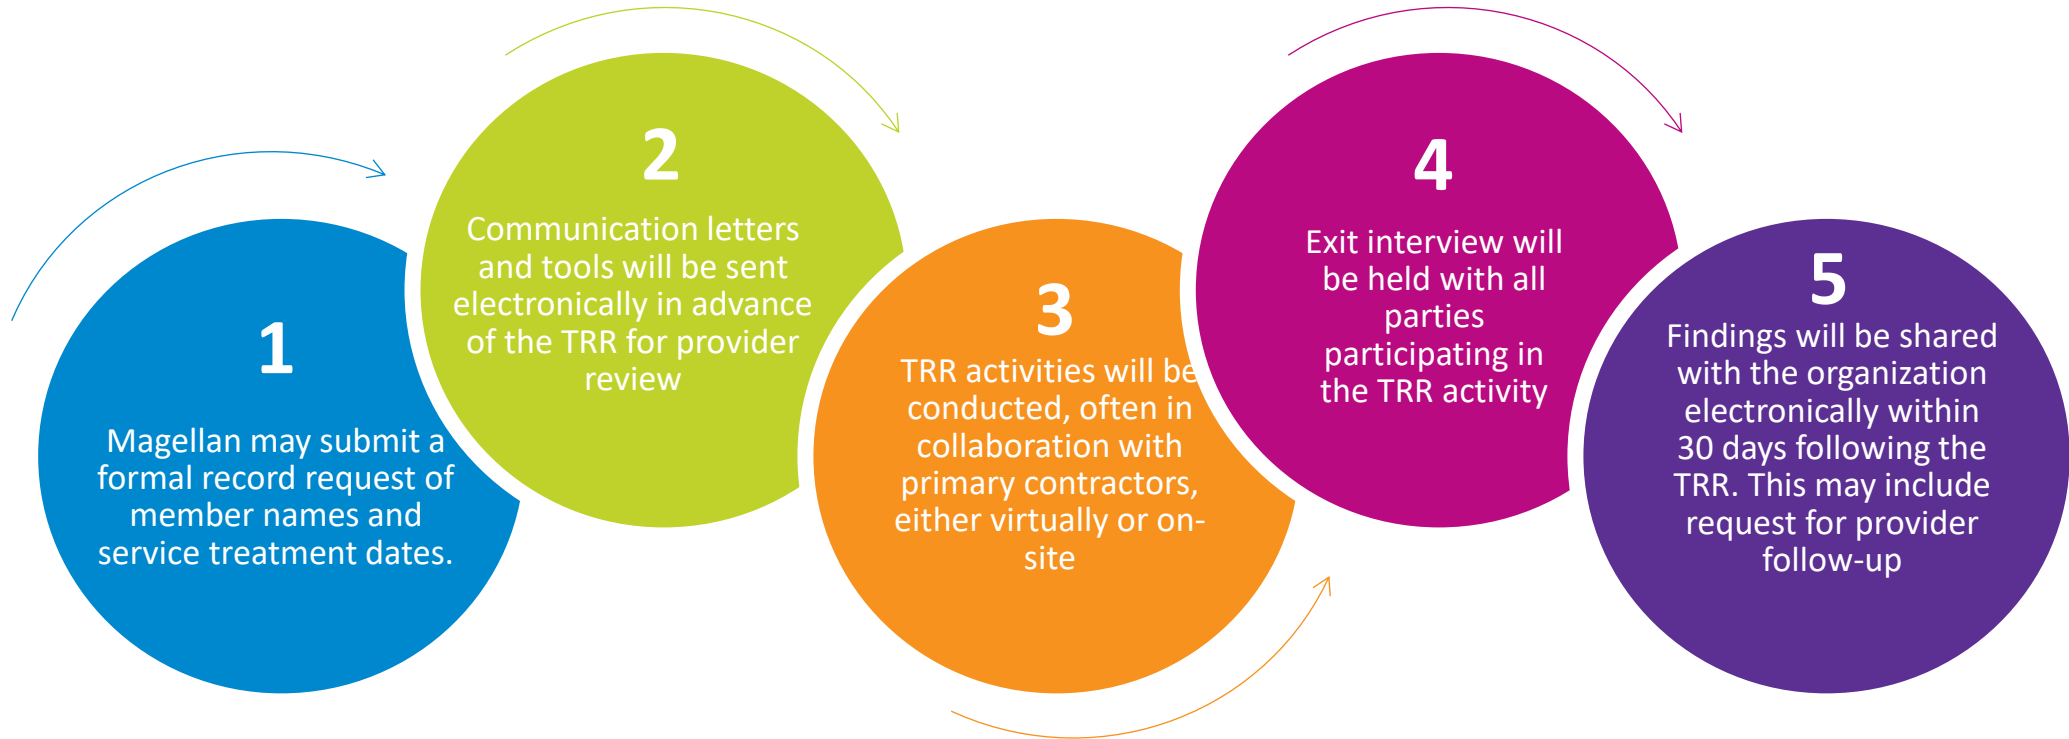 1
Magellan may submit a
formal record request of
member names and
service treatment dates.
2
Communication letters
and tools will be sent
electronically in advance
of the TRR for provider
review
3
TRR activities will be
conducted, often in
collaboration with
primary contractors,
either virtually or on-
site
4
Exit interview will
be held with all
parties
participating in
the TRR activity
5
Findings will be shared
with the organization
electronically within
30 days following the
TRR. This may include
request for provider
follow-up